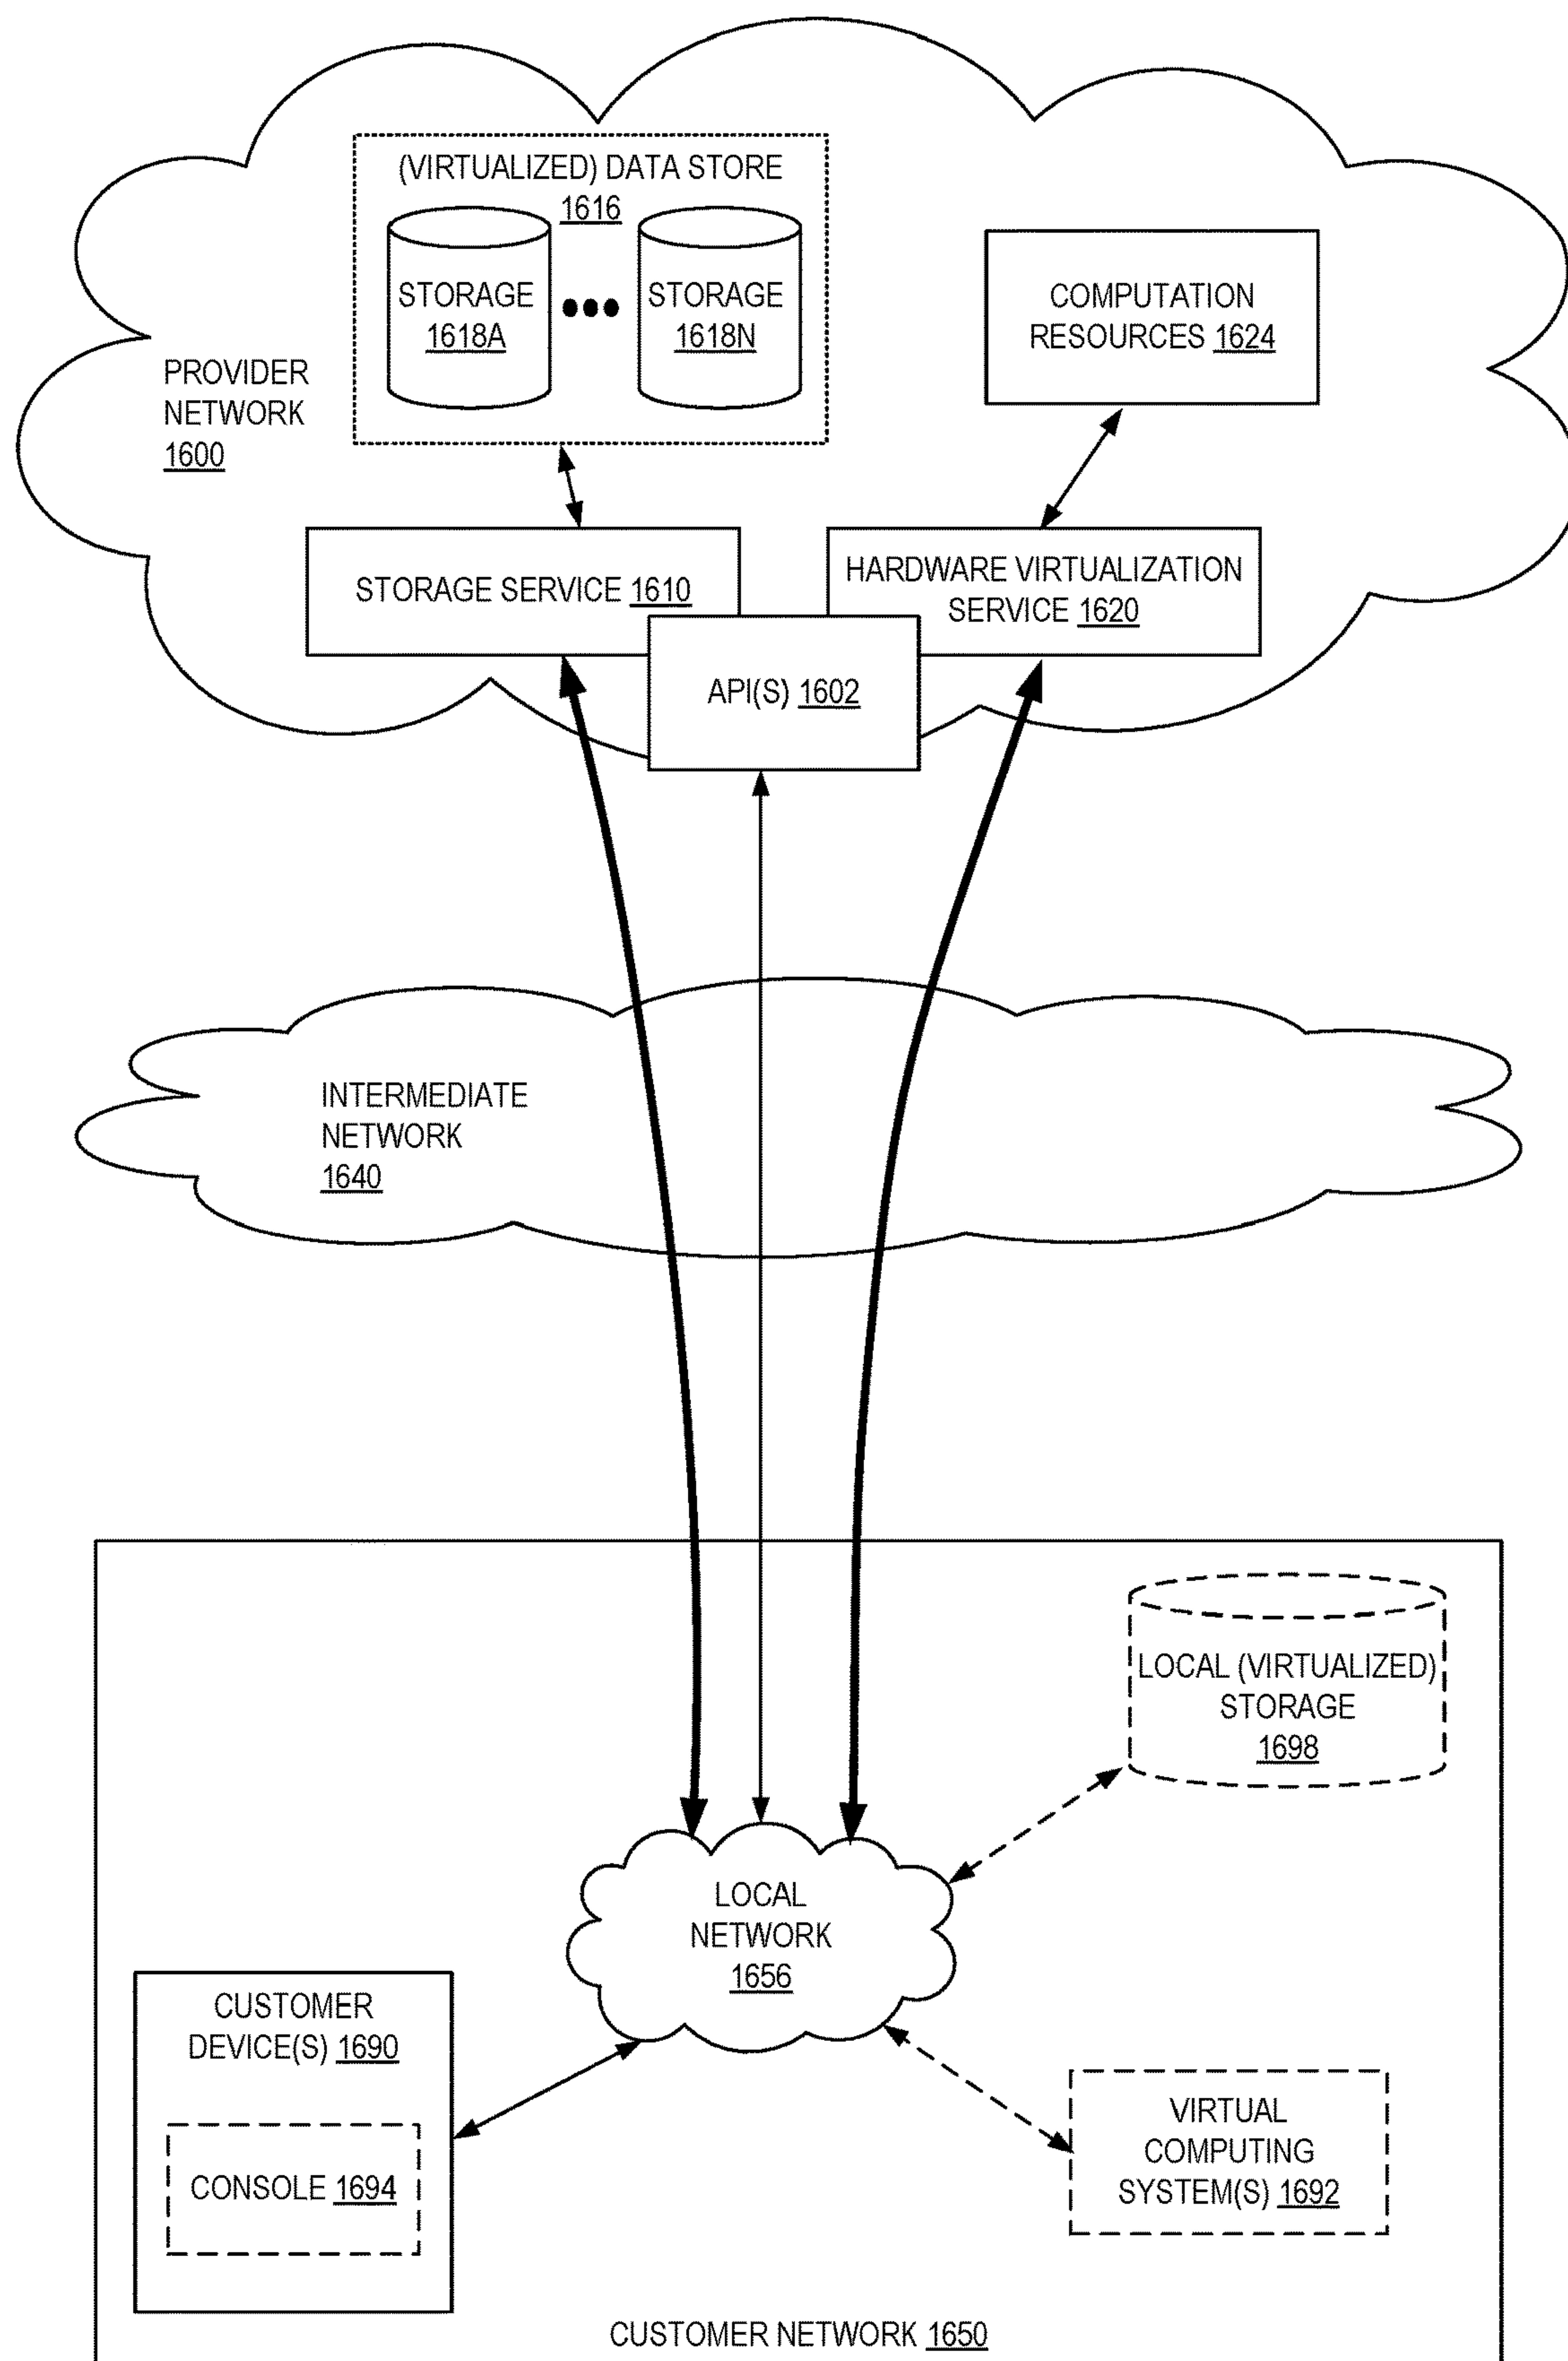 (VIRTUALIZED) DATA STORE
1616
STORAGE
1618A
STORAGE
1618N
COMPUTATION
RESOURCES 1624
PROVIDER
NETWORK
1600
STORAGE SERVICE 1610
HARDWARE VIRTUALIZATION
SERVICE 1620
API(S) 1602
INTERMEDIATE
NETWORK
1640
LOCAL (VIRTUALIZED)
STORAGE
1698
LOCAL
NETWORK
1656
CUSTOMER
DEVICE(S) 1690
CONSOLE 1694
VIRTUAL
COMPUTING
SYSTEM(S) 1692
CUSTOMER NETWORK 1650